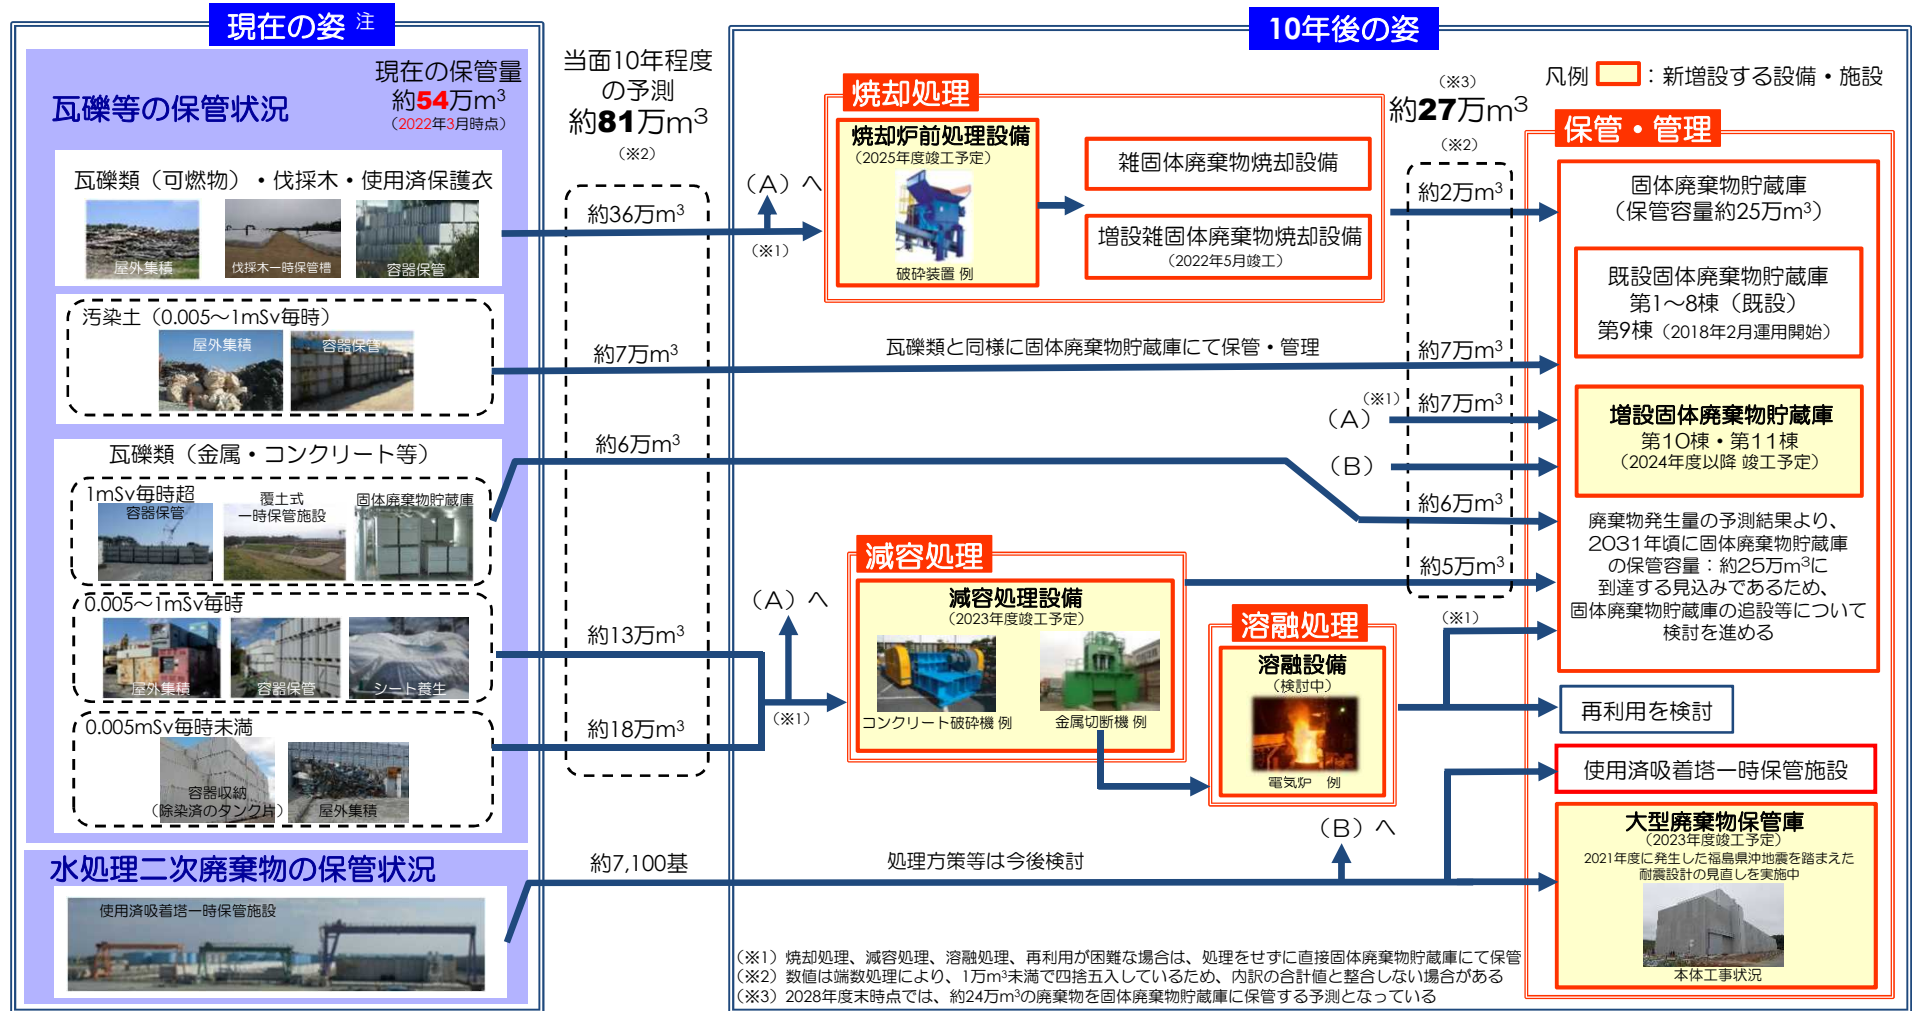 現在の姿 注
瓦礫等の保管状況
現在の保管量
約54万m³
（2022年3月時点）
瓦礫類（可燃物）・伐採木・使用済保護衣
屋外集積
伐採木一時保管槽
容器保管
汚染土（0.005～1mSv毎時）
屋外集積
容器保管
瓦礫類（金属・コンクリート等）
1mSv毎時超
容器保管
覆土式
一時保管施設
固体廃棄物貯蔵庫
0.005～1mSv毎時
屋外集積
容器保管
シート養生
0.005mSv毎時未満
容器収納
（除染済のタンク片）
屋外集積
水処理二次廃棄物の保管状況
使用済吸着塔一時保管施設
当面10年程度
の予測
約81万m³
（※2）
約36万m³
約7万m³
約6万m³
約13万m³
約18万m³
約7,100基
10年後の姿
凡例 ：新増設する設備・施設
焼却処理
焼却炉前処理設備
（2025年度竣工予定）
破砕装置 例
雑固体廃棄物焼却設備
増設雑固体廃棄物焼却設備
（2022年5月竣工）
（A）へ
（※1）
瓦礫類と同様に固体廃棄物貯蔵庫にて保管・管理
（A）
（※1）
（B）
減容処理
減容処理設備
（2023年度竣工予定）
コンクリート破砕機 例
金属切断機 例
（A）へ
（※1）
溶融処理
溶融設備
（検討中）
電気炉 例
（※1）
（B）へ
処理方策等は今後検討
（※3）
約27万m³
（※2）
約2万m³
約7万m³
約7万m³
約6万m³
約5万m³
保管・管理
固体廃棄物貯蔵庫
（保管容量約25万m³）
既設固体廃棄物貯蔵庫
第1～8棟（既設）
第9棟（2018年2月運用開始）
増設固体廃棄物貯蔵庫
第10棟・第11棟
（2024年度以降 竣工予定）
廃棄物発生量の予測結果より、
2031年頃に固体廃棄物貯蔵庫
の保管容量：約25万m³に
到達する見込みであるため、
固体廃棄物貯蔵庫の追設等について
検討を進める
再利用を検討
使用済吸着塔一時保管施設
大型廃棄物保管庫
（2023年度竣工予定）
2021年度に発生した福島県沖地震を踏まえた
耐震設計の見直しを実施中
本体工事状況
（※1）焼却処理、減容処理、溶融処理、再利用が困難な場合は、処理をせずに直接固体廃棄物貯蔵庫にて保管
（※2）数値は端数処理により、1万m³未満で四捨五入しているため、内訳の合計値と整合しない場合がある
（※3）2028年度末時点では、約24万m³の廃棄物を固体廃棄物貯蔵庫に保管する予測となっている